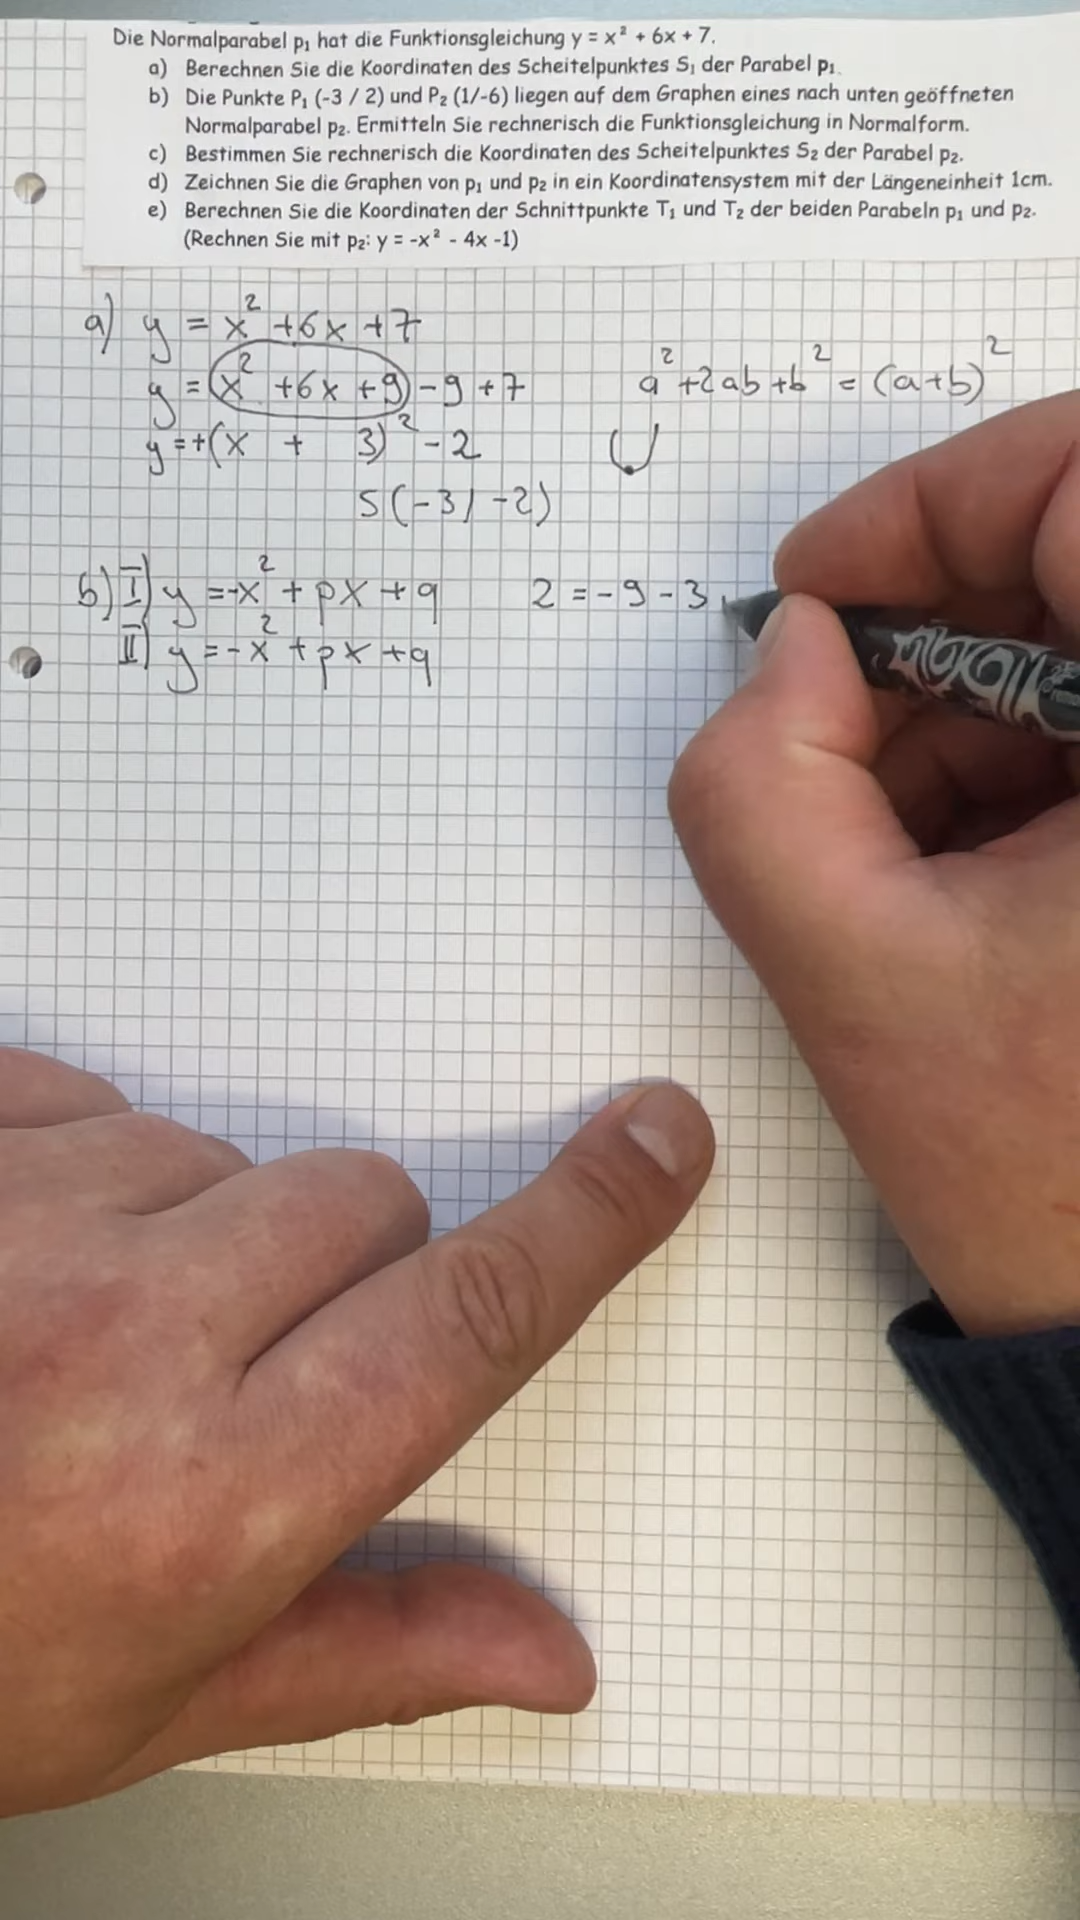 Die Normalparabel p₁ hat die Funktionsgleichung y = x² + 6x + 7.
a) Berechnen Sie die Koordinaten des Scheitelpunktes S₁ der Parabel p₁.
b) Die Punkte P₁ (-3 / 2) und P₂ (1/-6) liegen auf dem Graphen eines nach unten geöffneten
Normalparabel p₂. Ermitteln Sie rechnerisch die Funktionsgleichung in Normalform.
c) Bestimmen Sie rechnerisch die Koordinaten des Scheitelpunktes S₂ der Parabel p₂.
d) Zeichnen Sie die Graphen von p₁ und p₂ in ein Koordinatensystem mit der Längeneinheit 1cm.
e) Berechnen Sie die Koordinaten der Schnittpunkte T₁ und T₂ der beiden Parabeln p₁ und p₂.
(Rechnen Sie mit p₂: y = -x² - 4x -1)
a) y = x² +6x +7
y = (x² +6x +9) -9 +7
a² +2ab +b² = (a+b)²
y = +(x + 3)² -2
S(-3/ -2)
b) I) y = -x² + px + q
2 = -9 -3
II) y = -x² + px + q